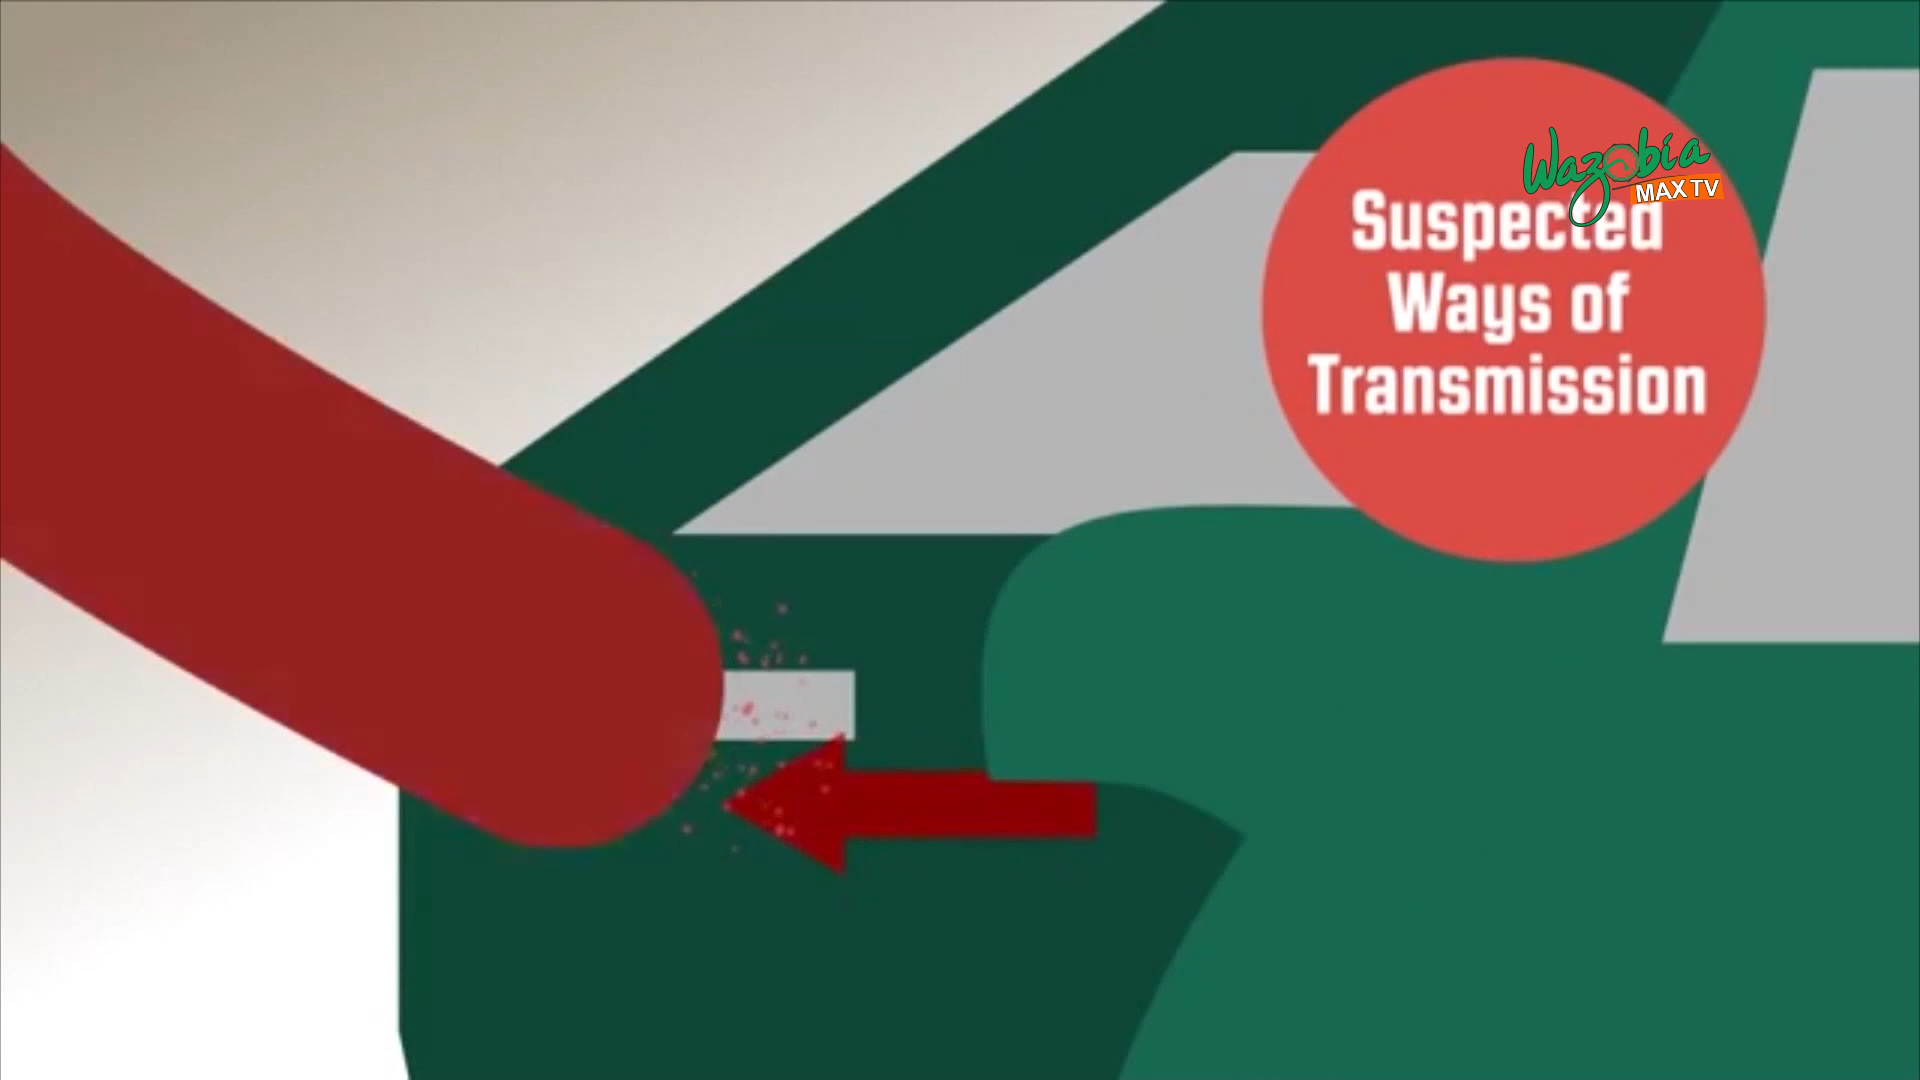 Wazobia
MAX TV
Suspected
Ways of
Transmission